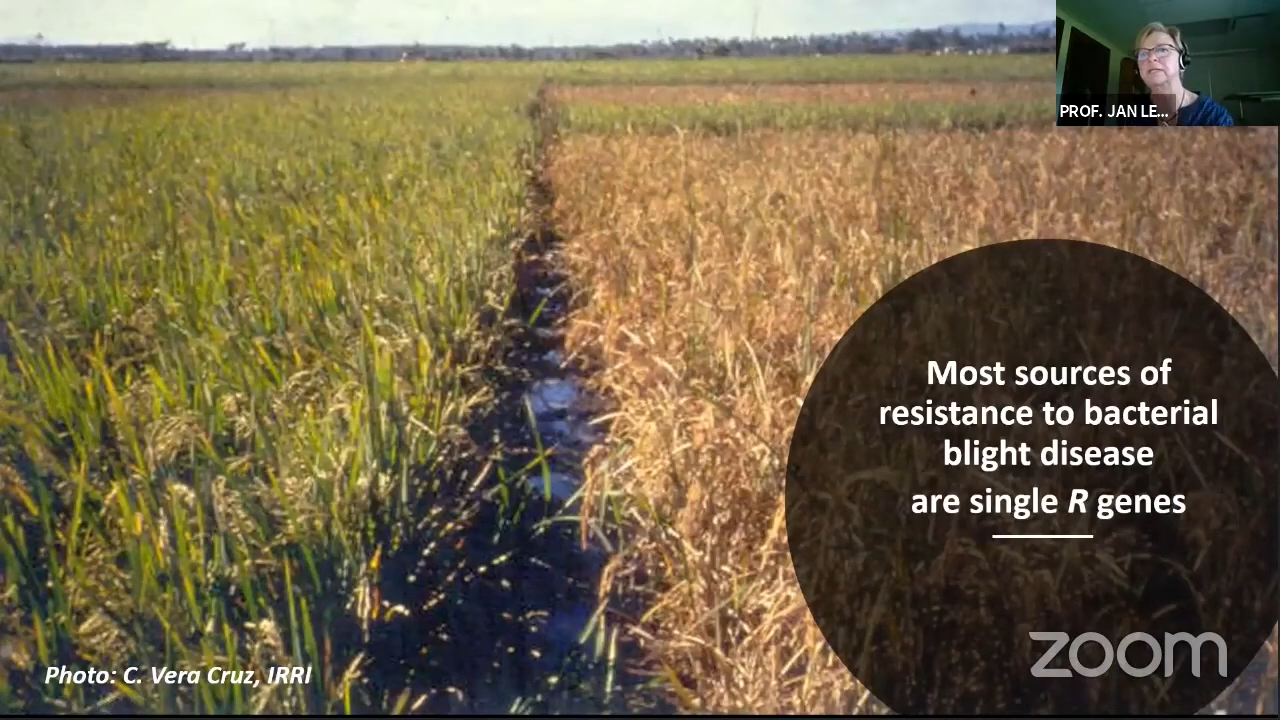 PROF. JAN LE...
Most sources of
resistance to bacterial
blight disease
are single R genes
zoom
Photo: C. Vera Cruz, IRRI